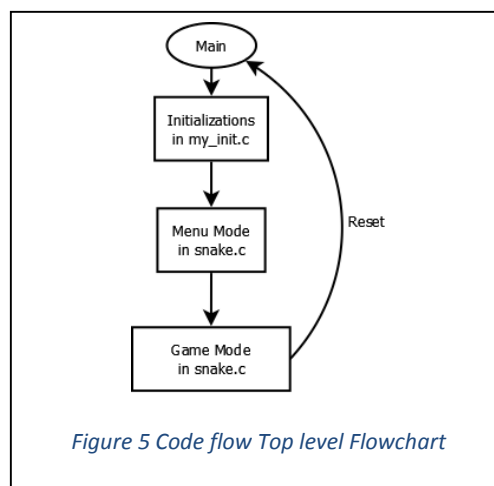 Main
Initializations
in my_init.c
Menu Mode
in snake.c
Reset
Game Mode
in snake.c
Figure 5 Code flow Top level Flowchart